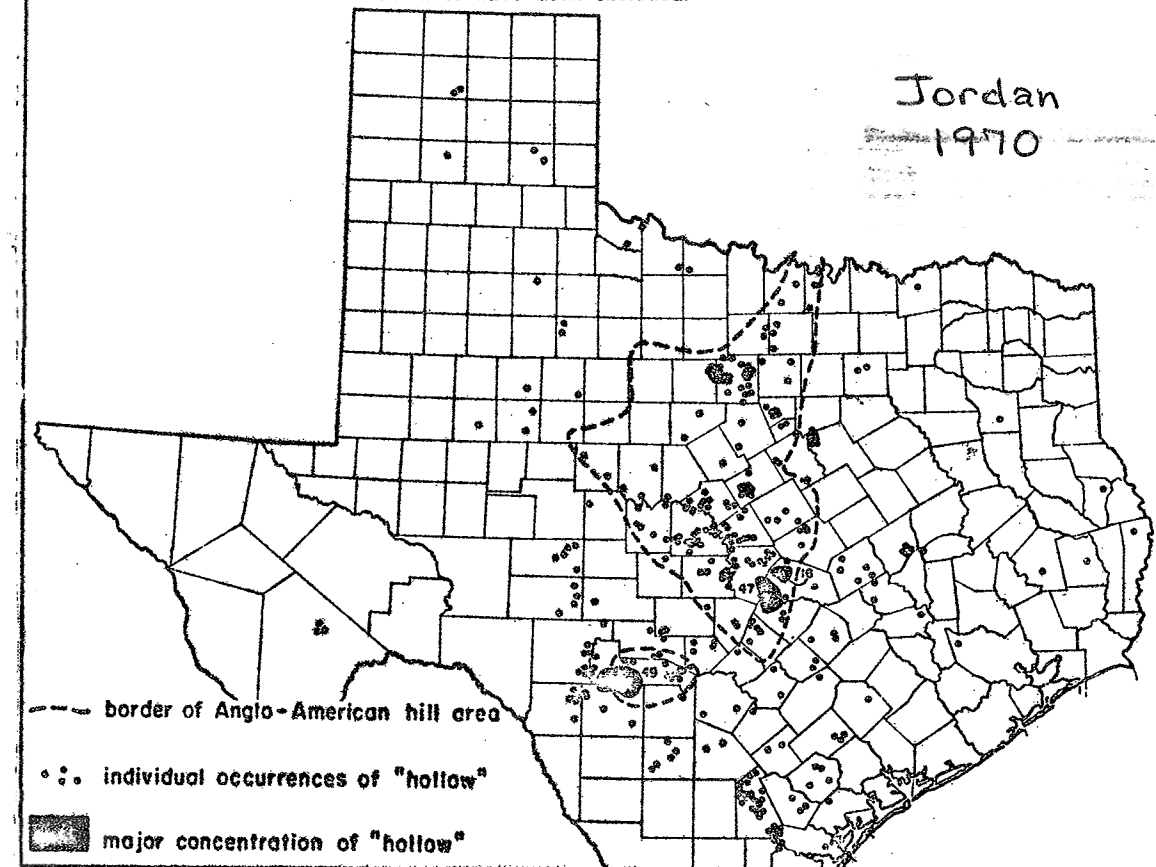 Jordan
1970
47
16
49
border of Anglo-American hill area
individual occurrences of "hollow"
major concentration of "hollow"